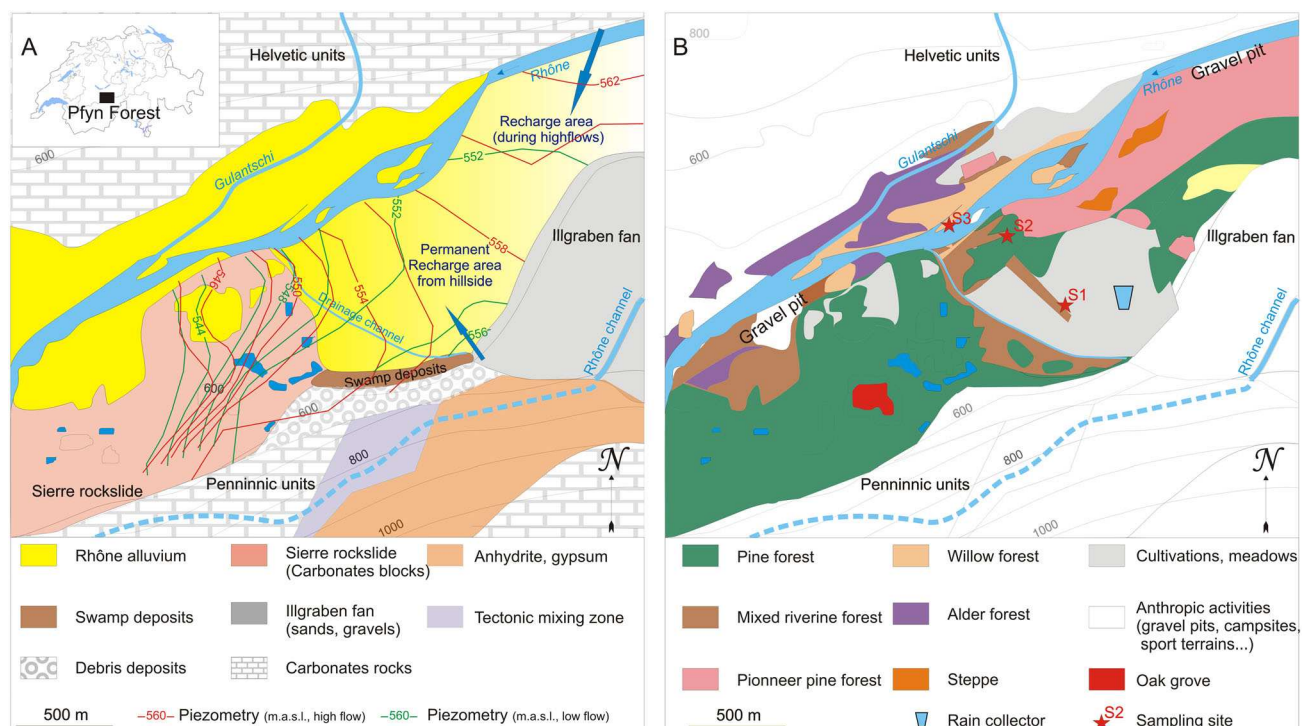 A
Pfyn Forest
Helvetic units
Rhône
562
Recharge area
(during highflows)
Gulantschi
600
552
552
558
Illgraben fan
Permanent
Recharge area
from hillside
546
550
548
554
544
Drainage channel
556
Rhône channel
Swamp deposits
600
600
800
Sierre rockslide
Penninnic units
1000
N
Rhône alluvium
Sierre rockslide
(Carbonates blocks)
Anhydrite, gypsum
Swamp deposits
Illgraben fan
(sands, gravels)
Tectonic mixing zone
Debris deposits
Carbonates rocks
500 m
–560– Piezometry (m.a.s.l., high flow)
–560– Piezometry (m.a.s.l., low flow)
B
800
Helvetic units
Gravel pit
Rhône
600
Gulantschi
S3
S2
Illgraben fan
S1
Gravel pit
Rhône channel
600
800
Penninnic units
1000
N
Pine forest
Willow forest
Cultivations, meadows
Mixed riverine forest
Alder forest
Anthropic activities
(gravel pits, campsites,
sport terrains...)
Pionneer pine forest
Steppe
Oak grove
500 m
Rain collector
S2 Sampling site